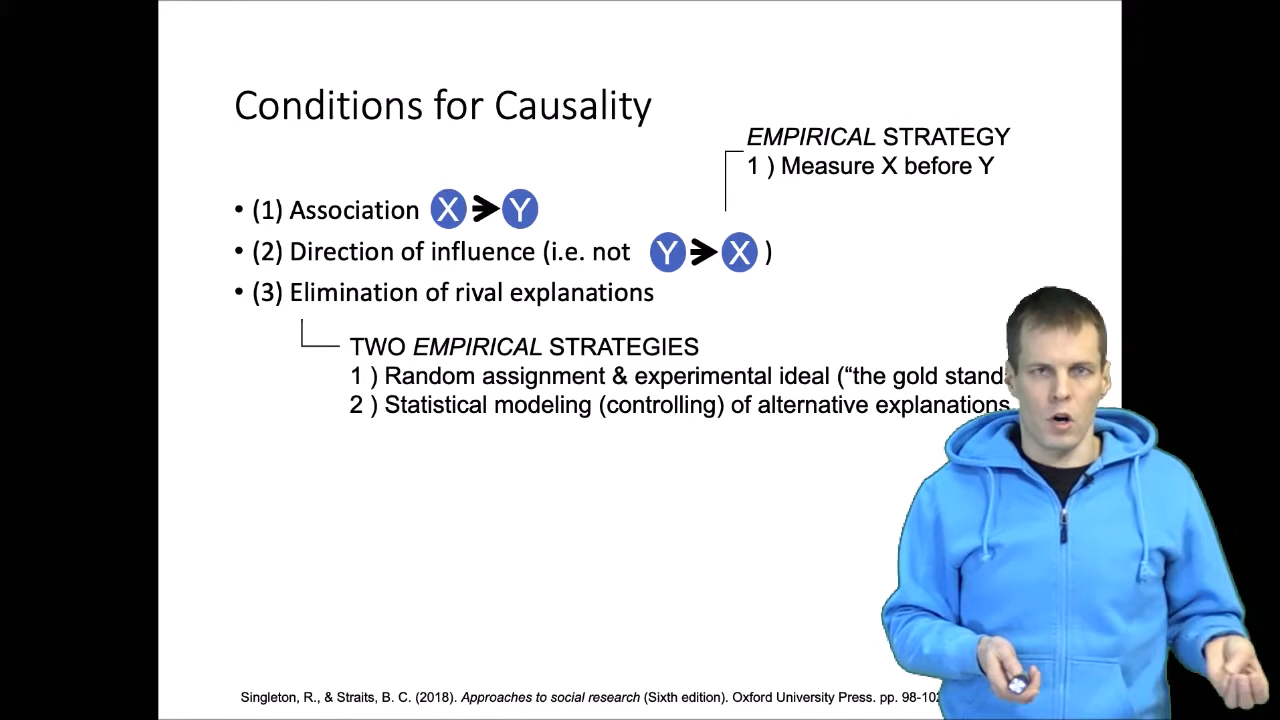 Conditions for Causality
EMPIRICAL STRATEGY
1 ) Measure X before Y
• (1) Association X Y
• (2) Direction of influence (i.e. not Y X )
• (3) Elimination of rival explanations
TWO EMPIRICAL STRATEGIES
1 ) Random assignment & experimental ideal (“the gold
2 ) Statistical modeling (controlling) of alternative explanations
Singleton, R., & Straits, B. C. (2018). Approaches to social research (Sixth edition). Oxford University Press. pp.